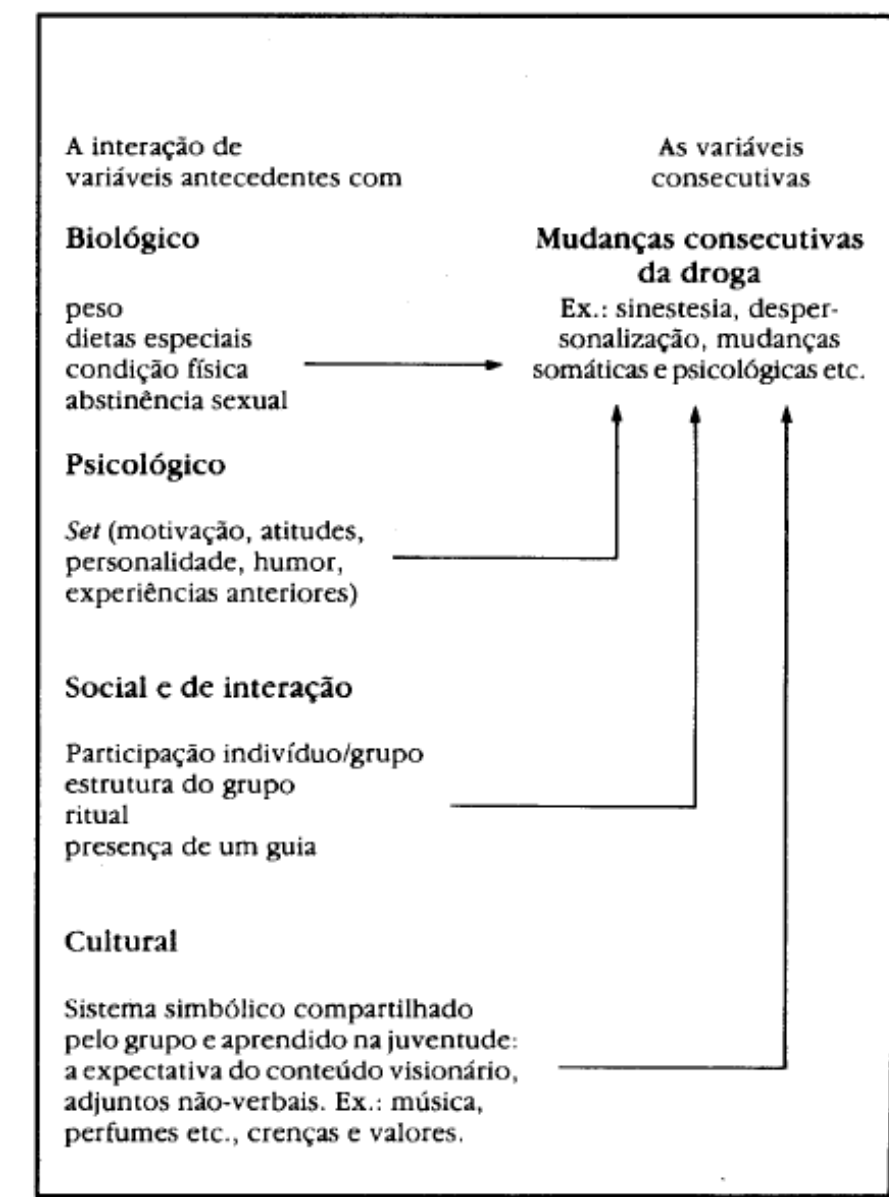 A interação de
variáveis antecedentes com
As variáveis
consecutivas
Biológico
peso
dietas especiais
condição física
abstinência sexual
Mudanças consecutivas
da droga
Ex.: sinestesia, desper-
sonalização, mudanças
somáticas e psicológicas etc.
Psicológico
Set (motivação, atitudes,
personalidade, humor,
experiências anteriores)
Social e de interação
Participação indivíduo/grupo
estrutura do grupo
ritual
presença de um guia
Cultural
Sistema simbólico compartilhado
pelo grupo e aprendido na juventude:
a expectativa do conteúdo visionário,
adjuntos não-verbais. Ex.: música,
perfumes etc., crenças e valores.